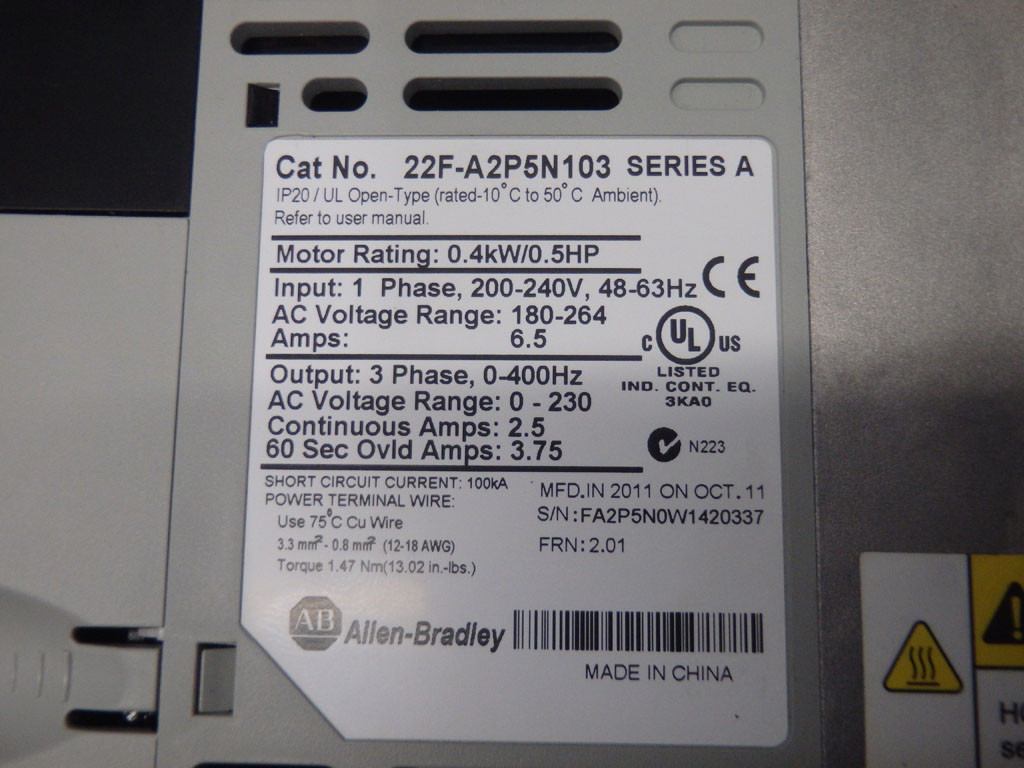 Cat No. 22F-A2P5N103 SERIES A
IP20 / UL Open-Type (rated-10°C to 50°C Ambient).
Refer to user manual.
Motor Rating: 0.4kW/0.5HP
Input: 1 Phase, 200-240V, 48-63Hz
AC Voltage Range: 180-264
Amps: 6.5
CE
C UL US
LISTED
IND. CONT. EQ.
3KA0
Output: 3 Phase, 0-400Hz
AC Voltage Range: 0 - 230
Continuous Amps: 2.5
60 Sec Ovld Amps: 3.75
N223
SHORT CIRCUIT CURRENT: 100kA
POWER TERMINAL WIRE:
Use 75°C Cu Wire
3.3 mm² - 0.8 mm² (12-18 AWG)
Torque 1.47 Nm(13.02 in.-lbs.)
MFD.IN 2011 ON OCT.11
S/N:FA2P5N0W1420337
FRN:2.01
AB Allen-Bradley
MADE IN CHINA